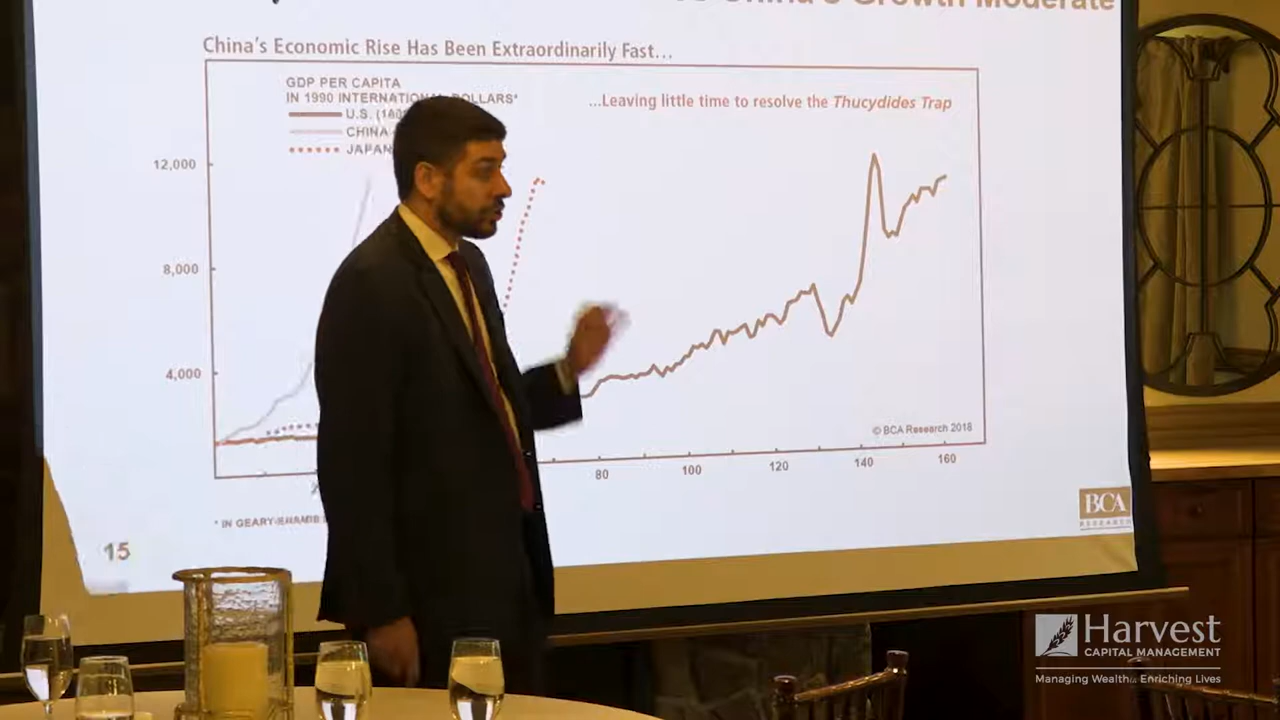 China's Growth Moderate
China's Economic Rise Has Been Extraordinarily Fast…
GDP PER CAPITA
IN 1990 INTERNATIONAL DOLLARS*
…Leaving little time to resolve the Thucydides Trap
U.S.
CHINA
JAPAN
12,000
8,000
4,000
© BCA Research 2018
80 100 120 140 160
* IN GEARY-KHAMIS
BCA
RESEARCH
15
Harvest
CAPITAL MANAGEMENT
Managing Wealth in Enriching Lives